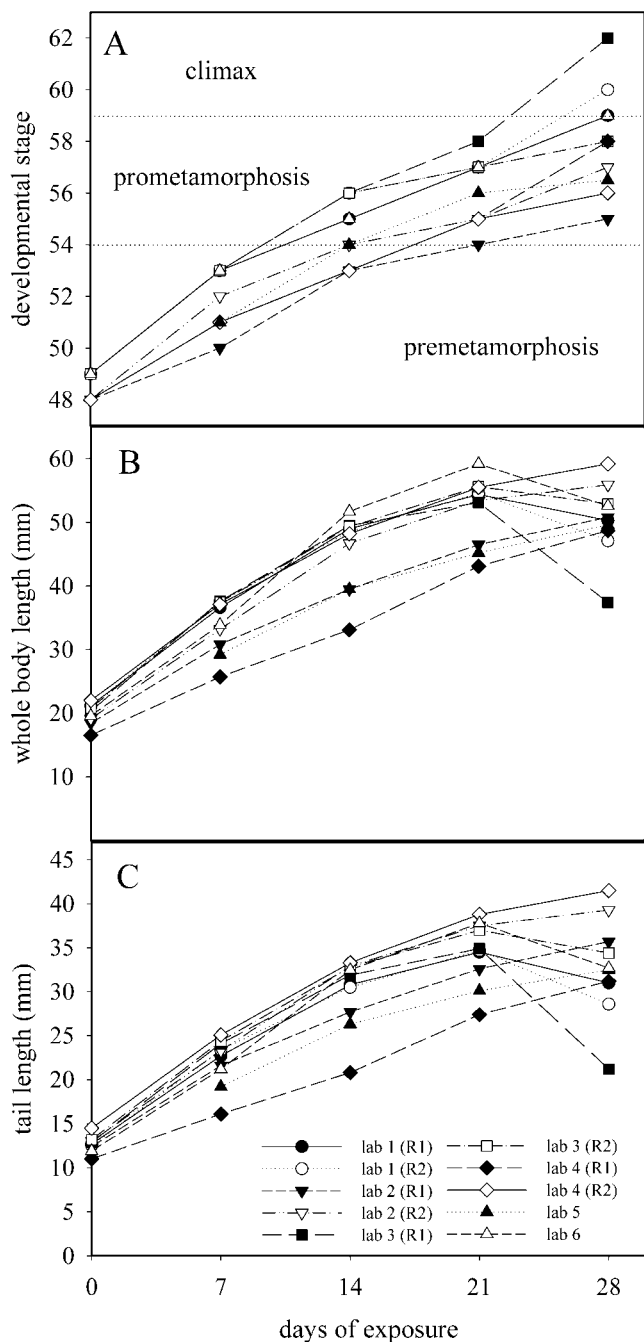 A
climax
prometamorphosis
premetamorphosis
developmental stage
62
60
58
56
54
52
50
48
B
whole body length (mm)
60
50
40
30
20
10
C
tail length (mm)
45
40
35
30
25
20
15
10
5
0
lab 1 (R1)
lab 1 (R2)
lab 2 (R1)
lab 2 (R2)
lab 3 (R1)
lab 3 (R2)
lab 4 (R1)
lab 4 (R2)
lab 5
lab 6
0 7 14 21 28
days of exposure